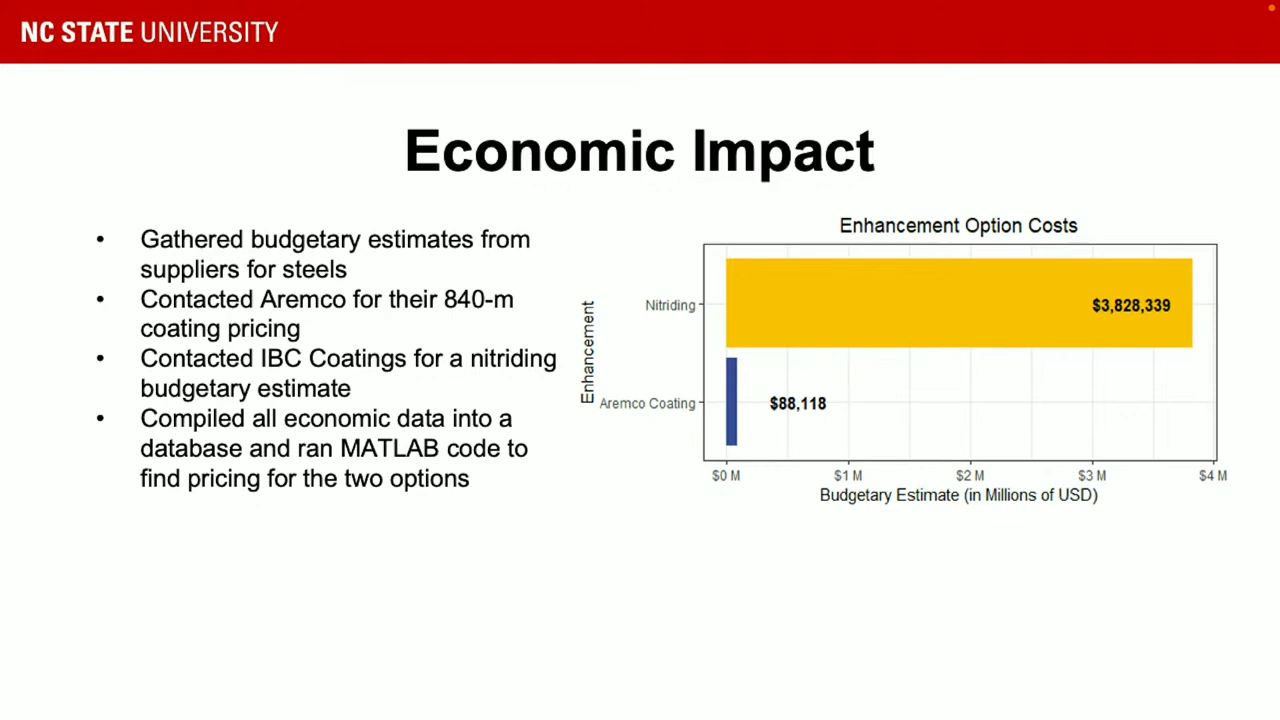 NC STATE UNIVERSITY
Economic Impact
• Gathered budgetary estimates from
suppliers for steels
• Contacted Aremco for their 840-m
coating pricing
• Contacted IBC Coatings for a nitriding
budgetary estimate
• Compiled all economic data into a
database and ran MATLAB code to
find pricing for the two options
Enhancement Option Costs
Enhancement
Nitriding
$3,828,339
Aremco Coating
$88,118
$0 M $1 M $2 M $3 M $4 M
Budgetary Estimate (in Millions of USD)